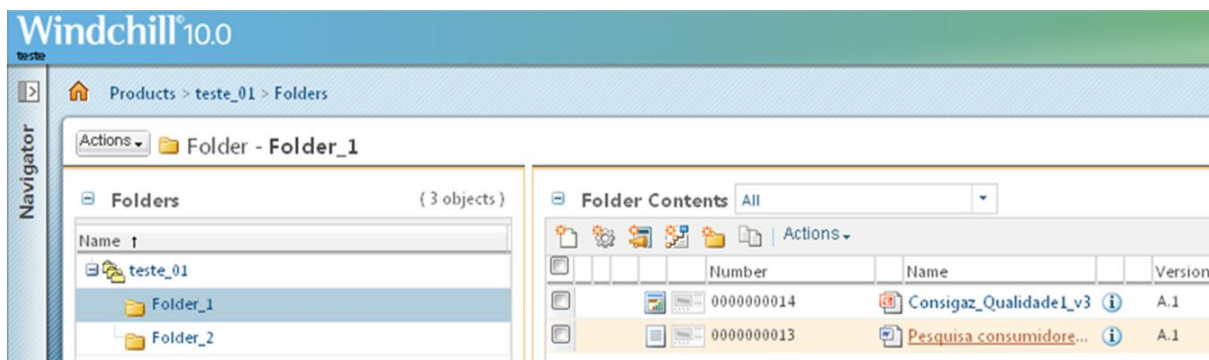 Windchill® 10.0
teste
Navigator
Products > teste_01 > Folders
Actions Folder - Folder_1
Folders (3 objects)
Name
teste_01
Folder_1
Folder_2
Folder Contents All
Actions
Number Name Version
0000000014 Consigaz_Qualidade1_v3 A.1
0000000013 Pesquisa consumidore... A.1